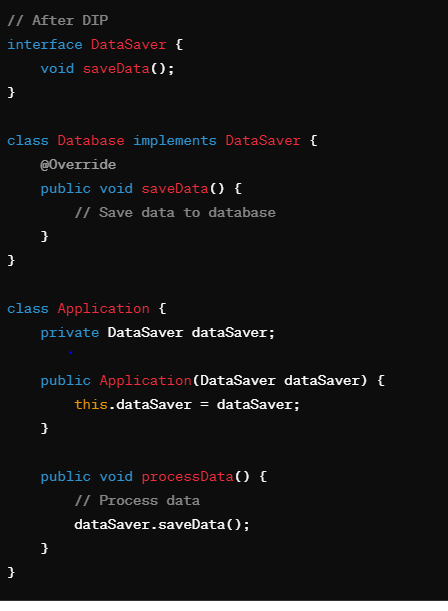 // After DIP
interface DataSaver {
    void saveData();
}

class Database implements DataSaver {
    @Override
    public void saveData() {
        // Save data to database
    }
}

class Application {
    private DataSaver dataSaver;

    public Application(DataSaver dataSaver) {
        this.dataSaver = dataSaver;
    }

    public void processData() {
        // Process data
        dataSaver.saveData();
    }
}